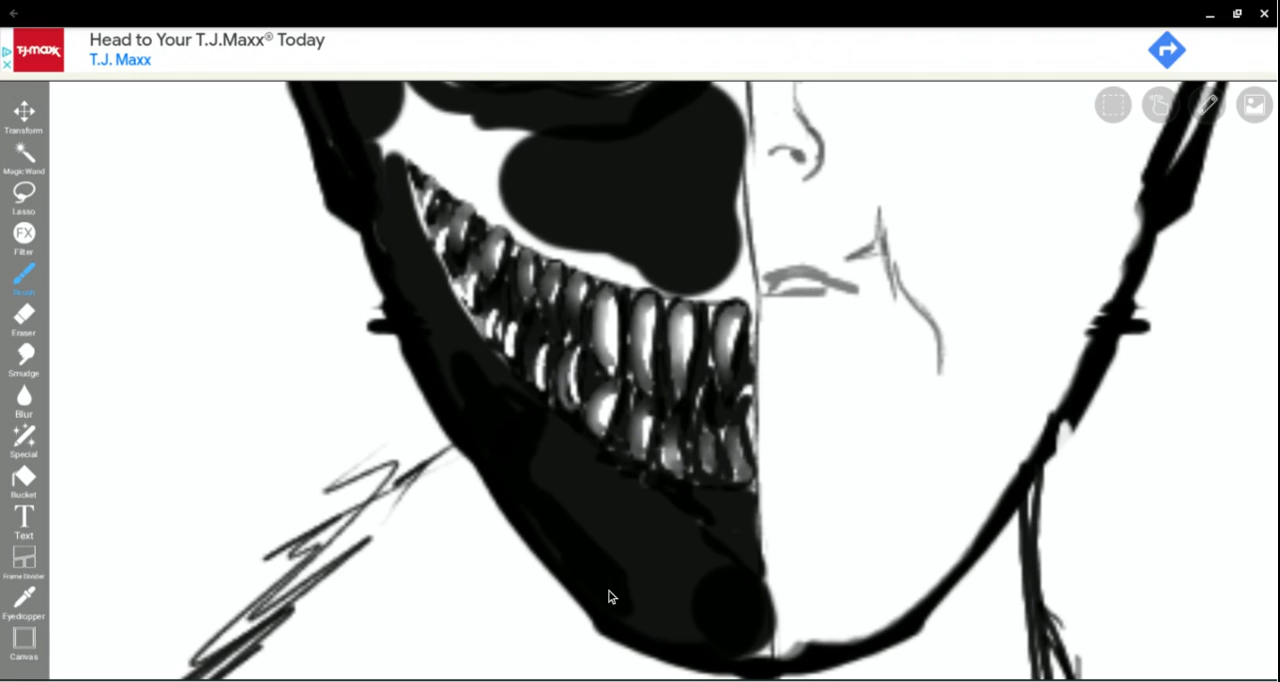 T·J·maxx
Head to Your T.J.Maxx® Today
T.J. Maxx
Transform
Magic Wand
Lasso
FX
Filter
Brush
Eraser
Smudge
Blur
Special
Bucket
T
Text
Frame Divider
Eyedropper
Canvas